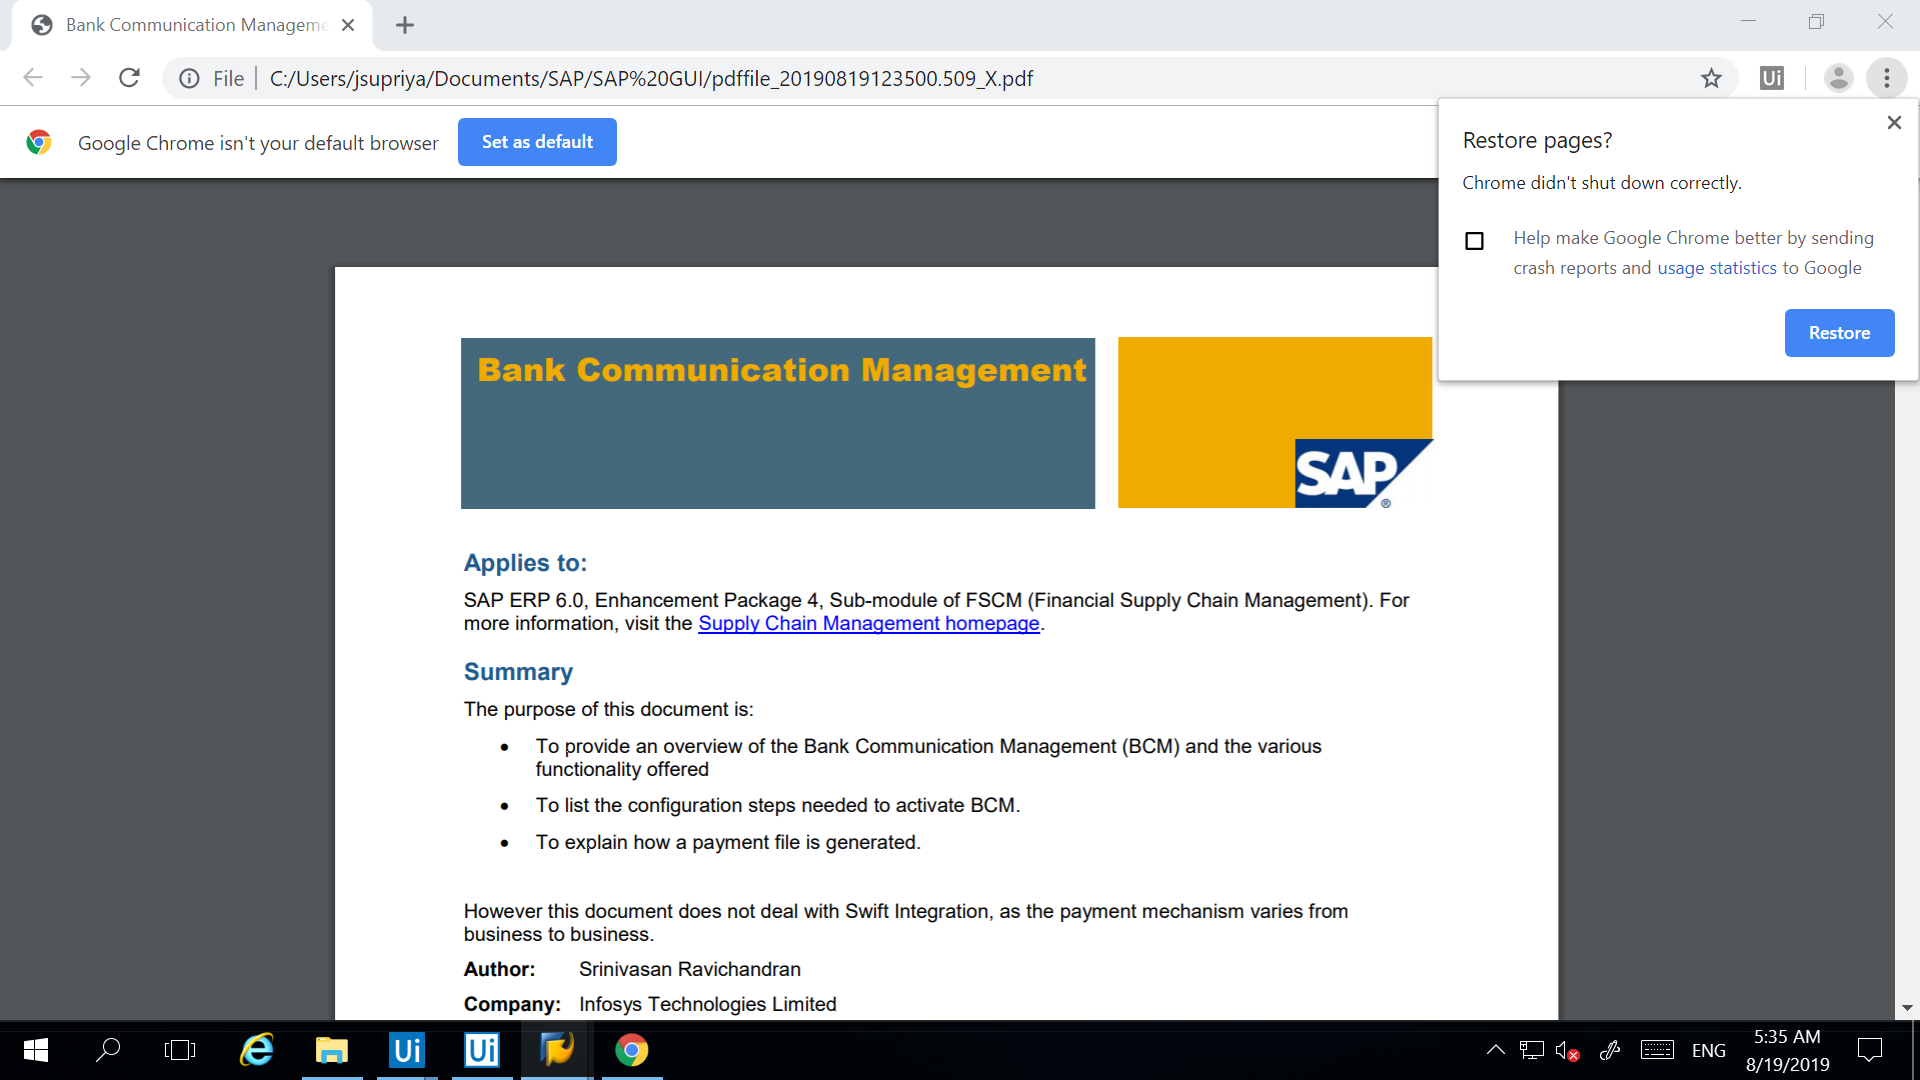 Bank Communication Manageme
File C:/Users/jsupriya/Documents/SAP/SAP%20GUI/pdffile_20190819123500.509_X.pdf
Ui
Google Chrome isn't your default browser
Set as default
Restore pages?
Chrome didn't shut down correctly.
Help make Google Chrome better by sending
crash reports and usage statistics to Google
Restore
Bank Communication Management
SAP ®
Applies to:
SAP ERP 6.0, Enhancement Package 4, Sub-module of FSCM (Financial Supply Chain Management). For
more information, visit the Supply Chain Management homepage.
Summary
The purpose of this document is:
• To provide an overview of the Bank Communication Management (BCM) and the various
functionality offered
• To list the configuration steps needed to activate BCM.
• To explain how a payment file is generated.
However this document does not deal with Swift Integration, as the payment mechanism varies from
business to business.
Author: Srinivasan Ravichandran
Company: Infosys Technologies Limited
Ui
Ui
ENG
5:35 AM
8/19/2019